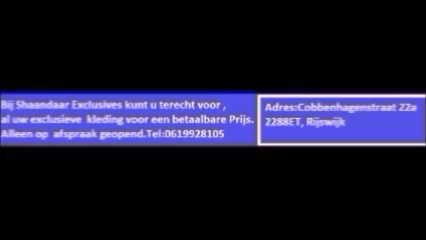 Bij Shaandaar Exclusives kunt u terecht voor ,
al uw exclusieve kleding voor een betaalbare Prijs.
Alleen op afspraak geopend.Tel:0619928105
Adres:Cobbenhagenstraat 22a
2288ET, Rijswijk